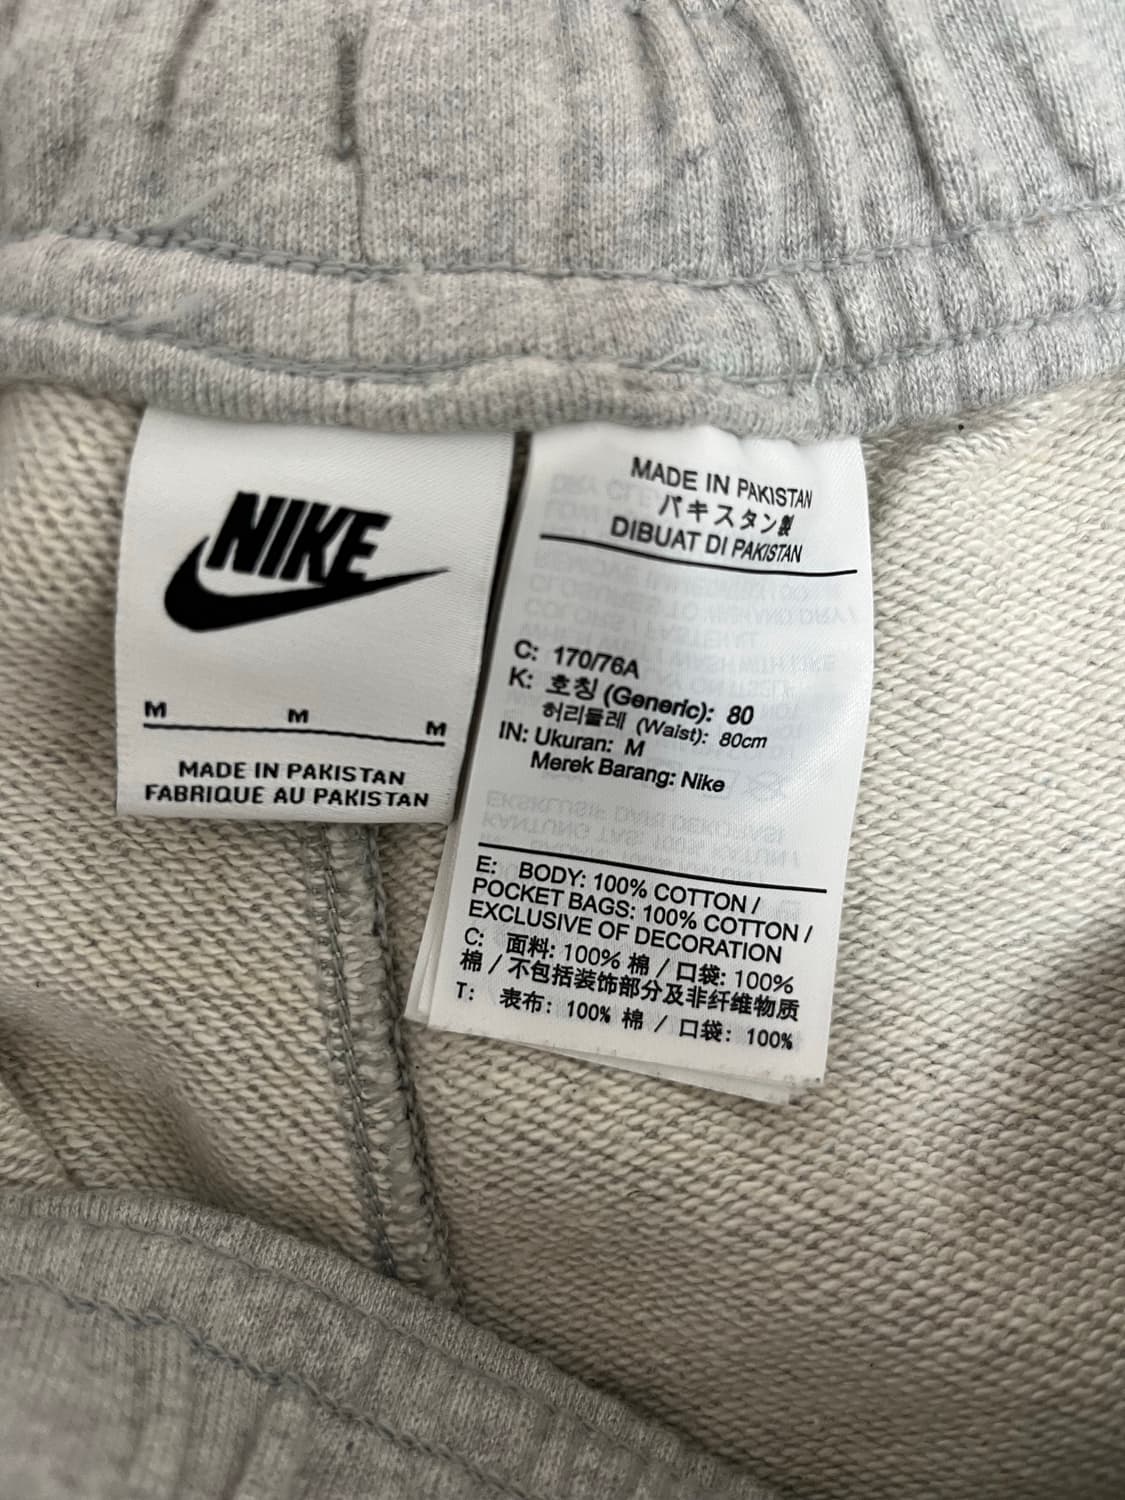 NIKE
M M M
MADE IN PAKISTAN
FABRIQUE AU PAKISTAN
MADE IN PAKISTAN
パキスタン製
DIBUAT DI PAKISTAN
C: 170/76A
K: 호칭 (Generic): 80
허리둘레 (Waist): 80cm
IN: Ukuran: M
Merek Barang: Nike
E: BODY: 100% COTTON /
POCKET BAGS: 100% COTTON /
EXCLUSIVE OF DECORATION
C: 面料: 100% 棉 / 口袋: 100%
棉 / 不包括装饰部分及非纤维物质
T: 表布: 100% 棉 / 口袋: 100%